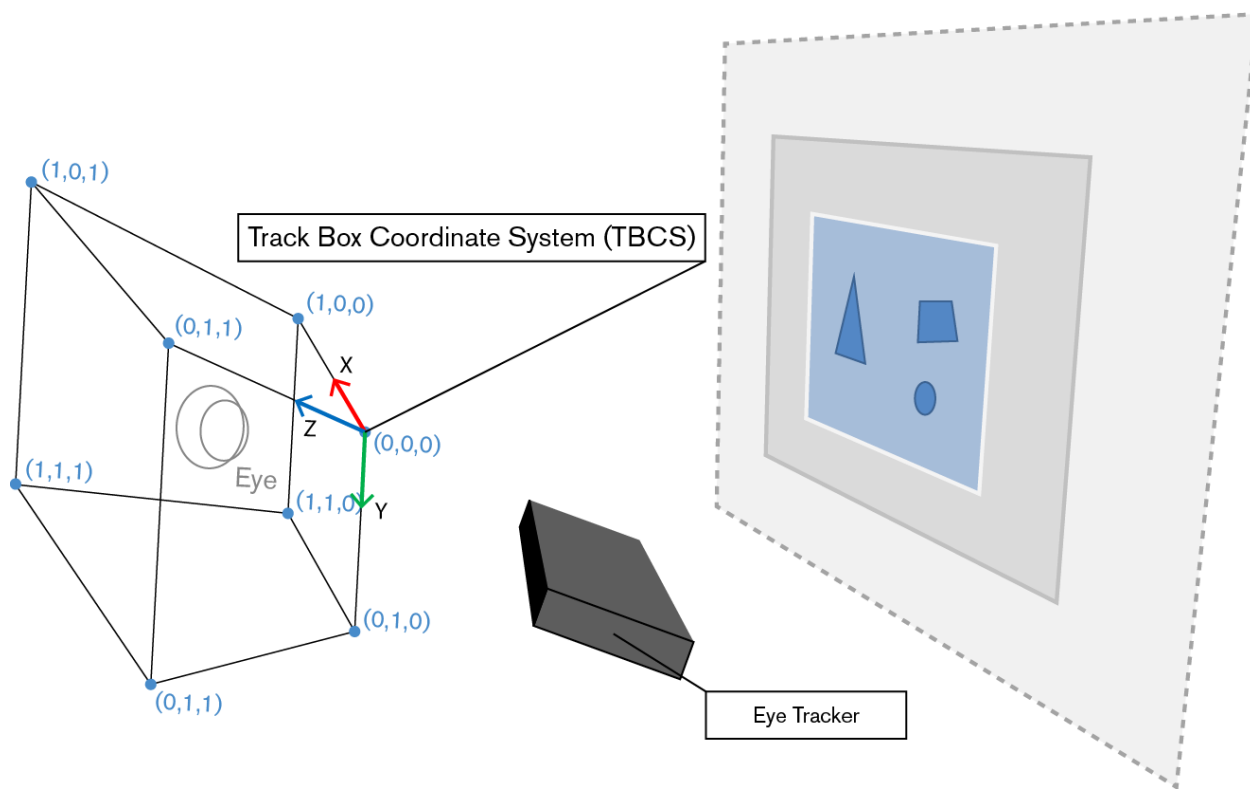 (1,0,1)
Track Box Coordinate System (TBCS)
(1,0,0)
(0,1,1)
X
Z
(0,0,0)
Eye
(1,1,1)
(1,1,0)
Y
(0,1,0)
(0,1,1)
Eye Tracker